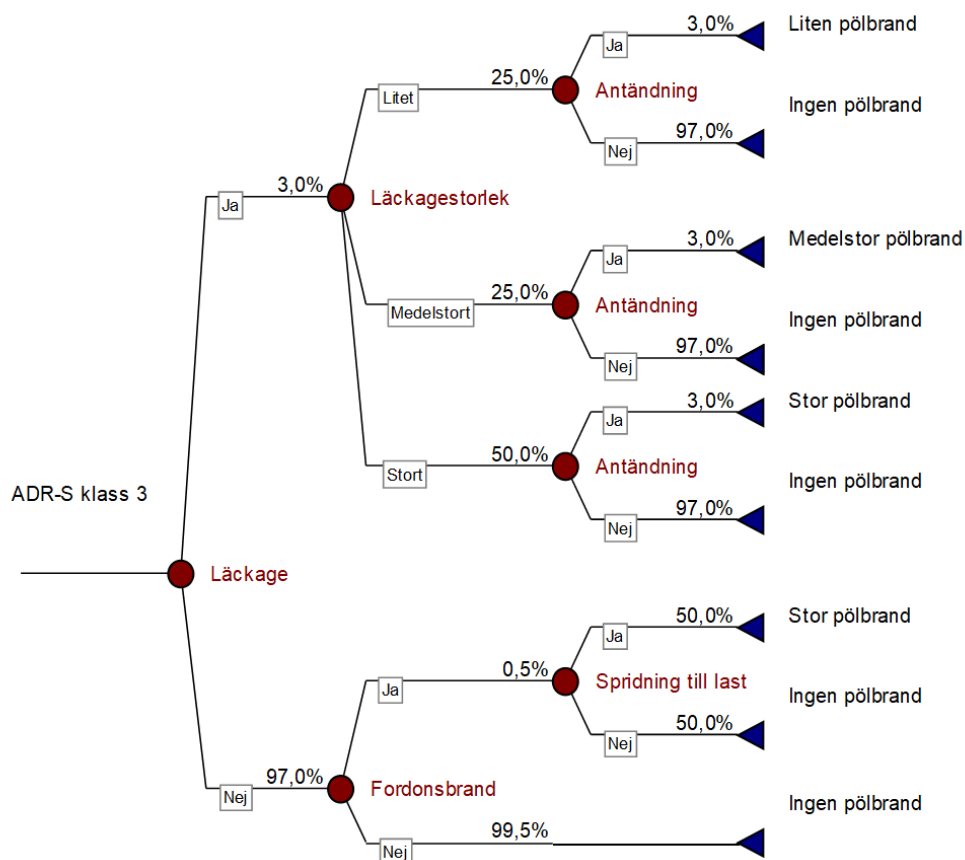 3,0%
Liten pölbrand
Ja
25,0%
Litet
Antändning
Ingen pölbrand
97,0%
Nej
3,0%
Ja
Läckagestorlek
3,0%
Medelstor pölbrand
Ja
25,0%
Medelstort
Antändning
Ingen pölbrand
97,0%
Nej
3,0%
Stor pölbrand
Ja
50,0%
Stort
Antändning
Ingen pölbrand
97,0%
Nej
ADR-S klass 3
Läckage
50,0%
Stor pölbrand
Ja
0,5%
Ja
Spridning till last
Ingen pölbrand
50,0%
Nej
97,0%
Nej
Fordonsbrand
Ingen pölbrand
99,5%
Nej